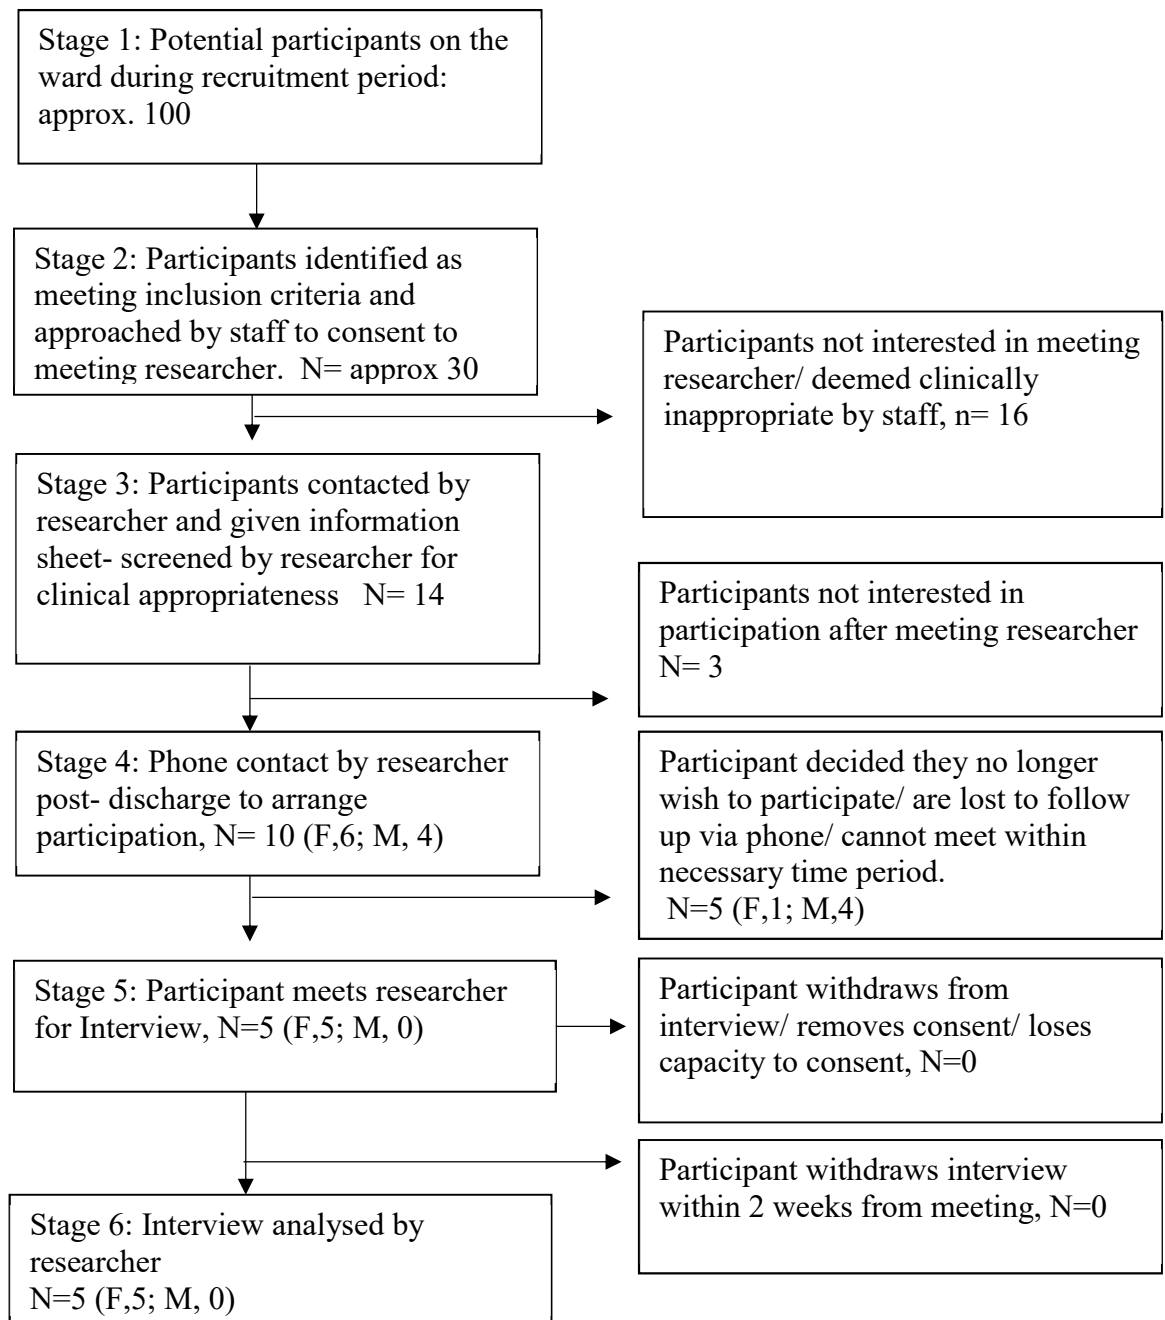 Stage 1: Potential participants on the
ward during recruitment period:
approx. 100
Stage 2: Participants identified as
meeting inclusion criteria and
approached by staff to consent to
meeting researcher.  N= approx 30
Participants not interested in meeting
researcher/ deemed clinically
inappropriate by staff, n= 16
Stage 3: Participants contacted by
researcher and given information
sheet- screened by researcher for
clinical appropriateness   N= 14
Participants not interested in
participation after meeting researcher
N= 3
Stage 4: Phone contact by researcher
post- discharge to arrange
participation, N= 10 (F,6; M, 4)
Participant decided they no longer
wish to participate/ are lost to follow
up via phone/ cannot meet within
necessary time period.
N=5 (F,1; M,4)
Stage 5: Participant meets researcher
for Interview, N=5 (F,5; M, 0)
Participant withdraws from
interview/ removes consent/ loses
capacity to consent, N=0
Participant withdraws interview
within 2 weeks from meeting, N=0
Stage 6: Interview analysed by
researcher
N=5 (F,5; M, 0)